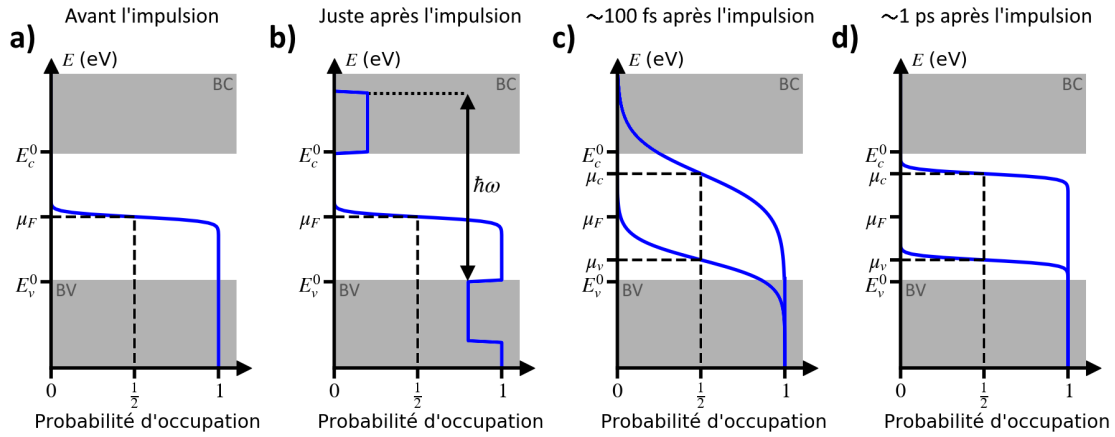 Avant l'impulsion
a)
E (eV)
BC
E_c^0
μ_F
E_v^0
BV
0
1/2
1
Probabilité d'occupation
Juste après l'impulsion
b)
E (eV)
BC
E_c^0
ħω
μ_F
E_v^0
BV
0
1/2
1
Probabilité d'occupation
~100 fs après l'impulsion
c)
E (eV)
BC
E_c^0
μ_c
μ_F
μ_v
E_v^0
BV
0
1/2
1
Probabilité d'occupation
~1 ps après l'impulsion
d)
E (eV)
BC
E_c^0
μ_c
μ_F
μ_v
E_v^0
BV
0
1/2
1
Probabilité d'occupation